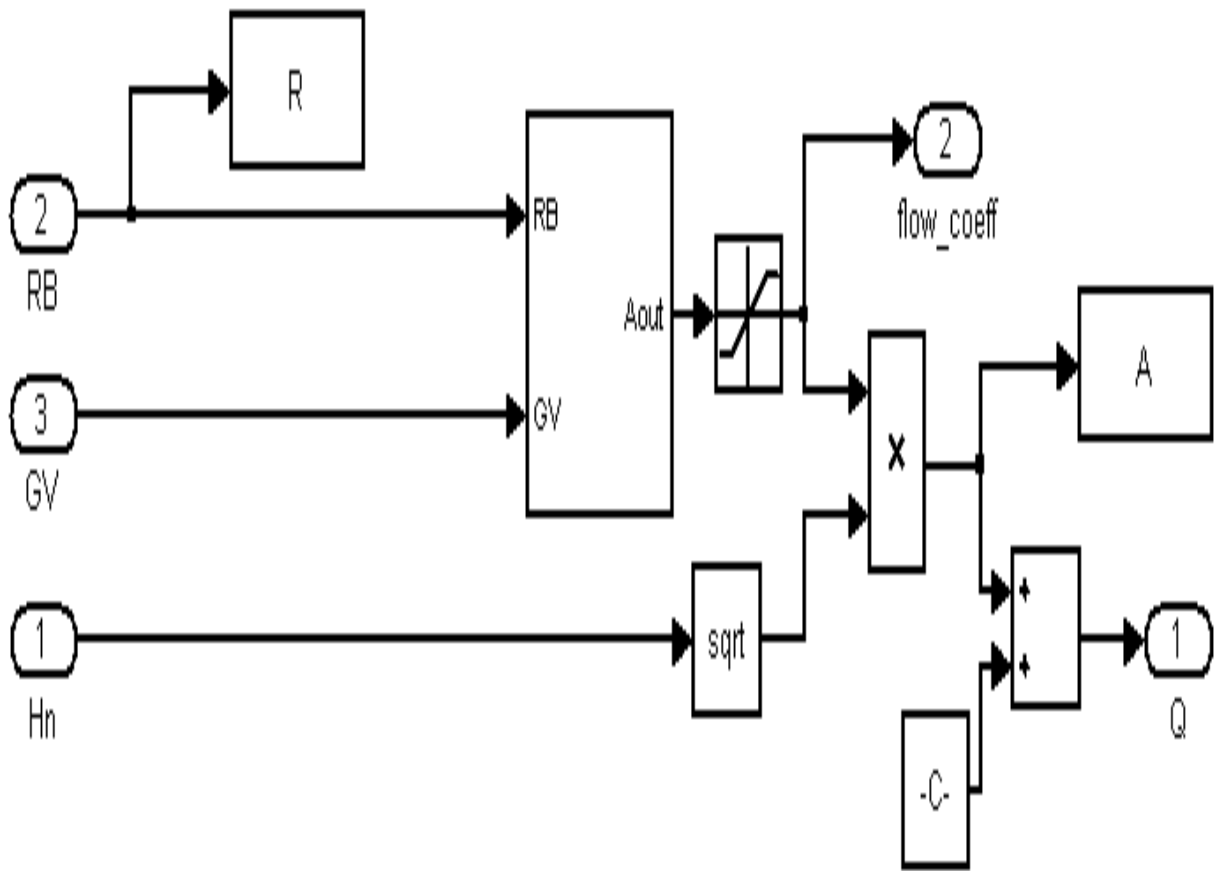 R
2
RB
RB
Aout
GV
2
flow_coeff
3
GV
A
×
+
+
1
Hn
sqrt
-C-
1
Q